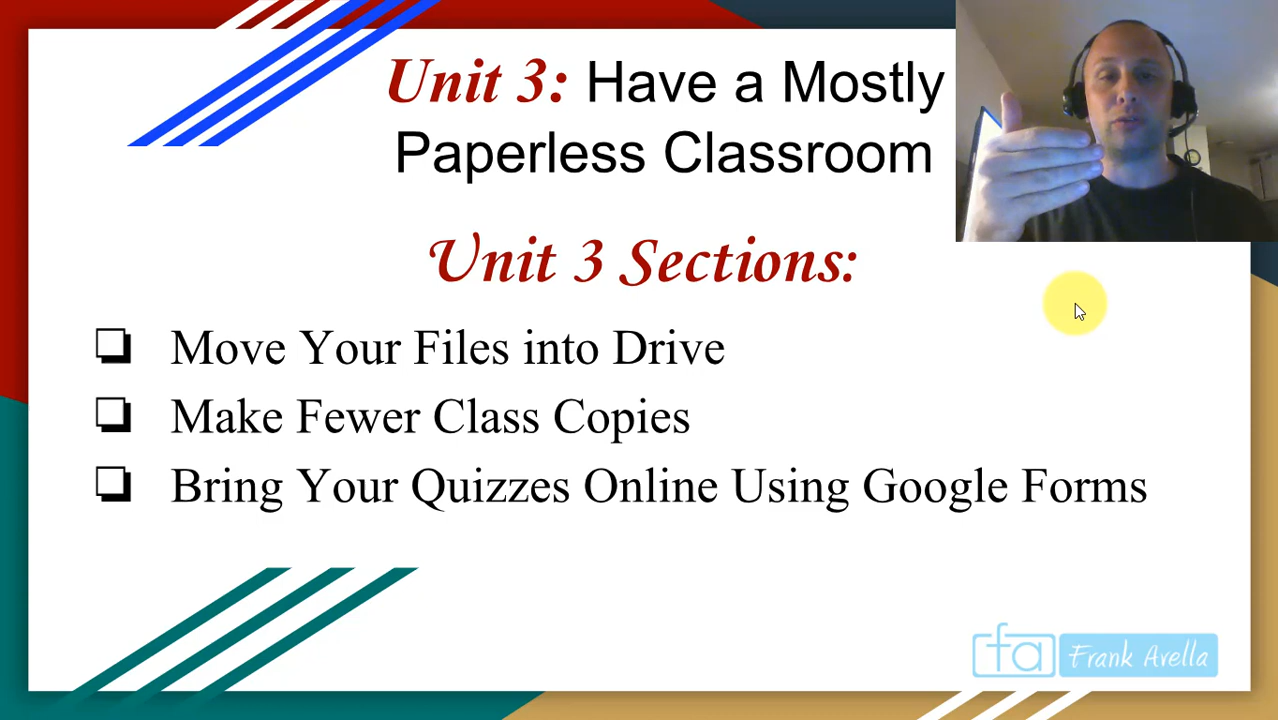 Unit 3: Have a Mostly
Paperless Classroom
Unit 3 Sections:
Move Your Files into Drive
Make Fewer Class Copies
Bring Your Quizzes Online Using Google Forms
fa Frank Avella